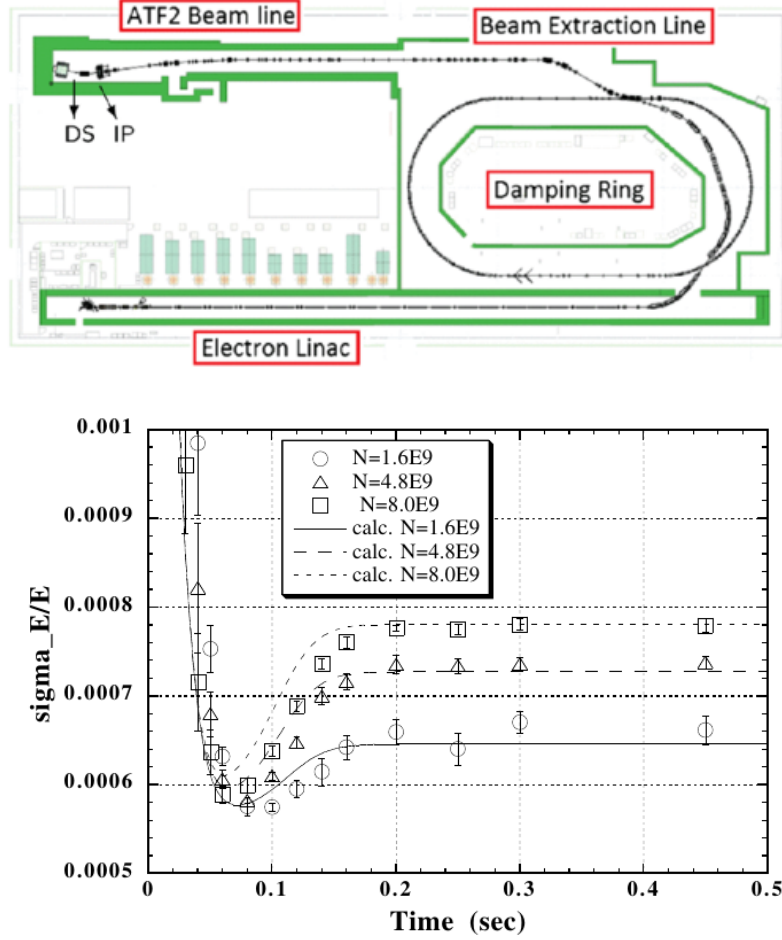 ATF2 Beam line
Beam Extraction Line
DS IP
Damping Ring
Electron Linac
0.001
0.0009
0.0008
0.0007
0.0006
0.0005
sigma_E/E
N=1.6E9
N=4.8E9
N=8.0E9
calc. N=1.6E9
calc. N=4.8E9
calc. N=8.0E9
0 0.1 0.2 0.3 0.4 0.5
Time (sec)